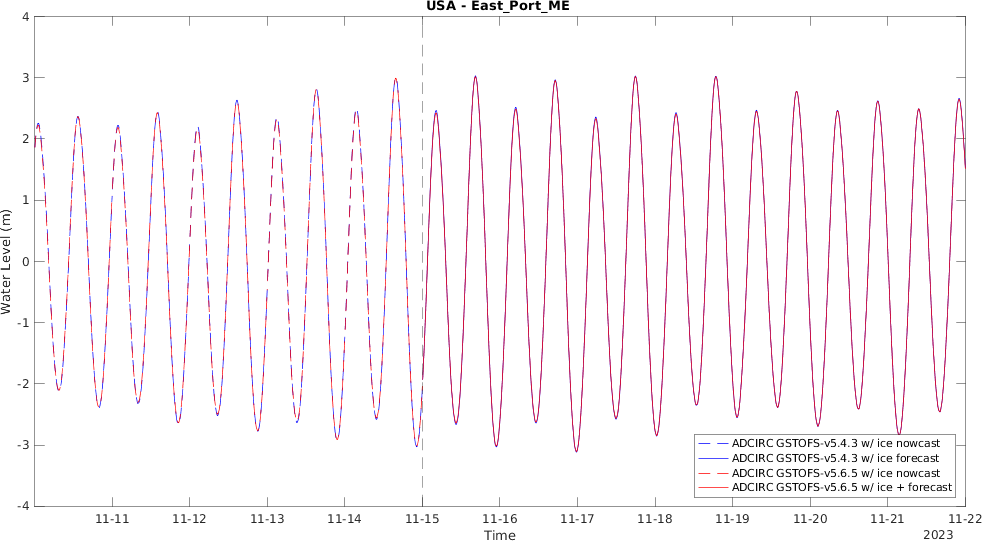 USA - East_Port_ME
4
3
2
1
0
-1
-2
-3
-4
Water Level (m)
ADCIRC GSTOFS-v5.4.3 w/ ice nowcast
ADCIRC GSTOFS-v5.4.3 w/ ice forecast
ADCIRC GSTOFS-v5.6.5 w/ ice nowcast
ADCIRC GSTOFS-v5.6.5 w/ ice + forecast
11-11 11-12 11-13 11-14 11-15 11-16 11-17 11-18 11-19 11-20 11-21 11-22
Time
2023